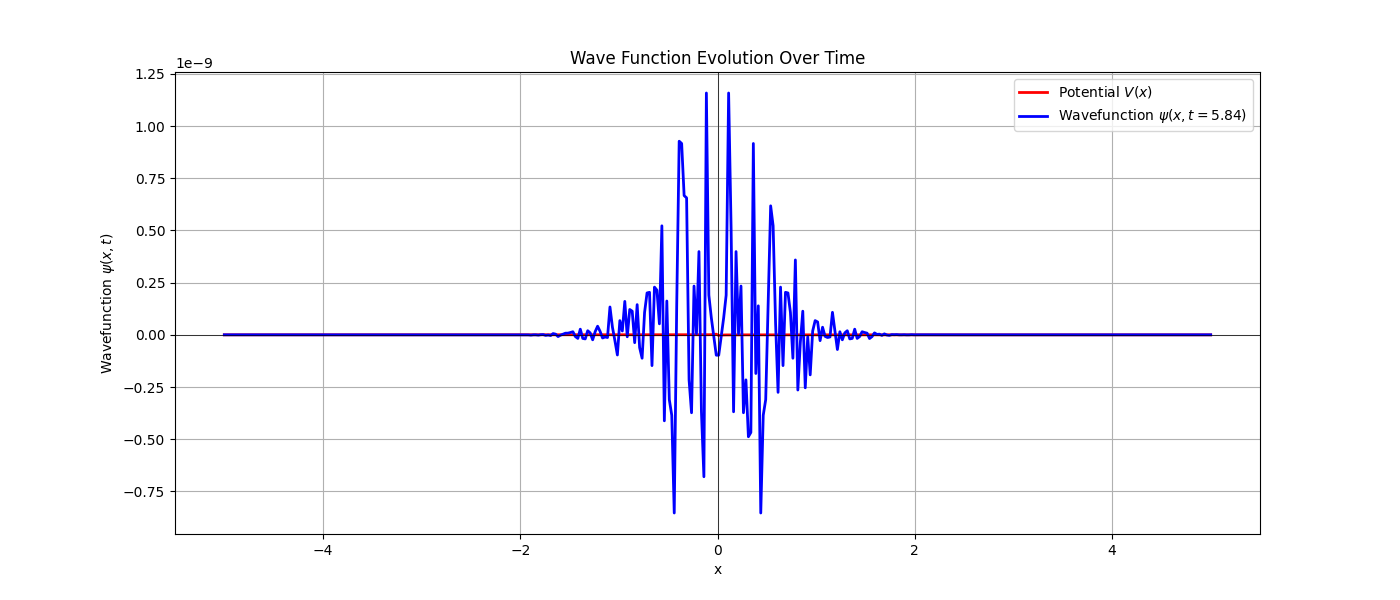 Wave Function Evolution Over Time
1e−9
1.25
1.00
0.75
0.50
0.25
0.00
−0.25
−0.50
−0.75
Wavefunction ψ(x, t)
Potential V(x)
Wavefunction ψ(x, t = 5.84)
−4
−2
0
2
4
x